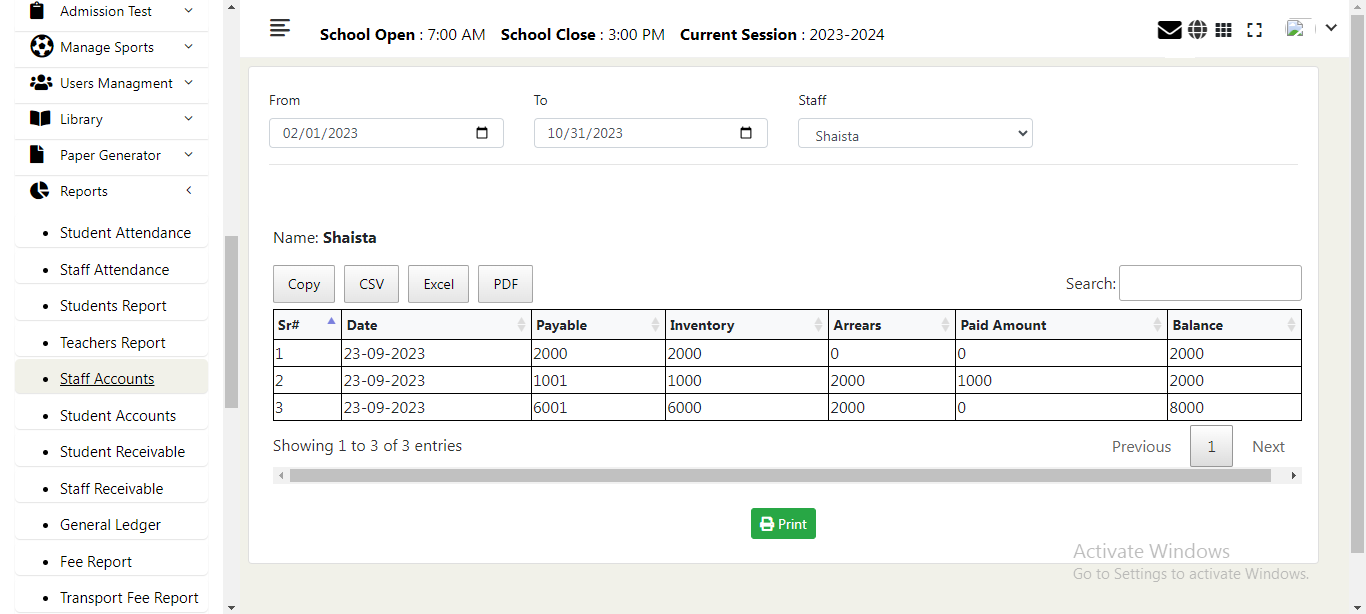 Admission Test
Manage Sports
Users Managment
Library
Paper Generator
Reports
Student Attendance
Staff Attendance
Students Report
Teachers Report
Staff Accounts
Student Accounts
Student Receivable
Staff Receivable
General Ledger
Fee Report
Transport Fee Report
School Open : 7:00 AM School Close : 3:00 PM Current Session : 2023-2024
From To Staff
02/01/2023 10/31/2023 Shaista
Name: Shaista
Copy CSV Excel PDF Search:
Sr# Date Payable Inventory Arrears Paid Amount Balance
1 23-09-2023 2000 2000 0 0 2000
2 23-09-2023 1001 1000 2000 1000 2000
3 23-09-2023 6001 6000 2000 0 8000
Showing 1 to 3 of 3 entries Previous 1 Next
Print
Activate Windows
Go to Settings to activate Windows.